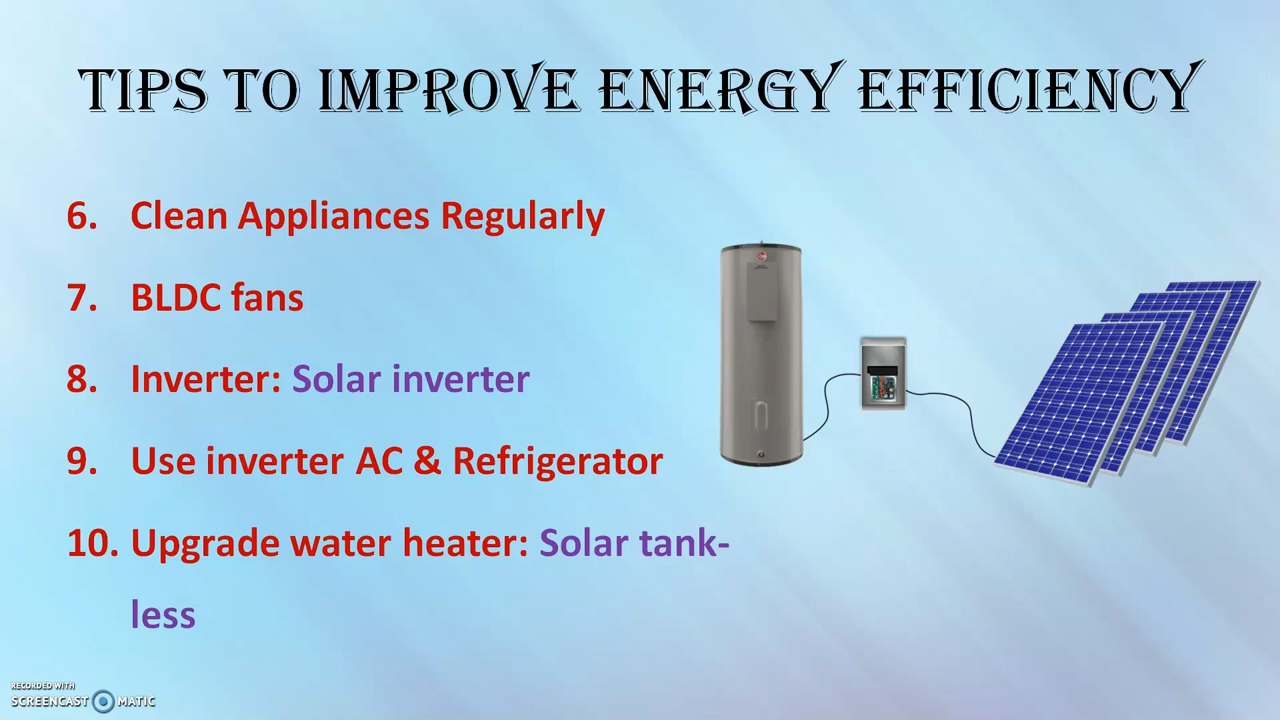 TIPS TO IMPROVE ENERGY EFFICIENCY
6. Clean Appliances Regularly
7. BLDC fans
8. Inverter: Solar inverter
9. Use inverter AC & Refrigerator
10. Upgrade water heater: Solar tank-
less
RECORDED WITH
SCREENCAST MATIC